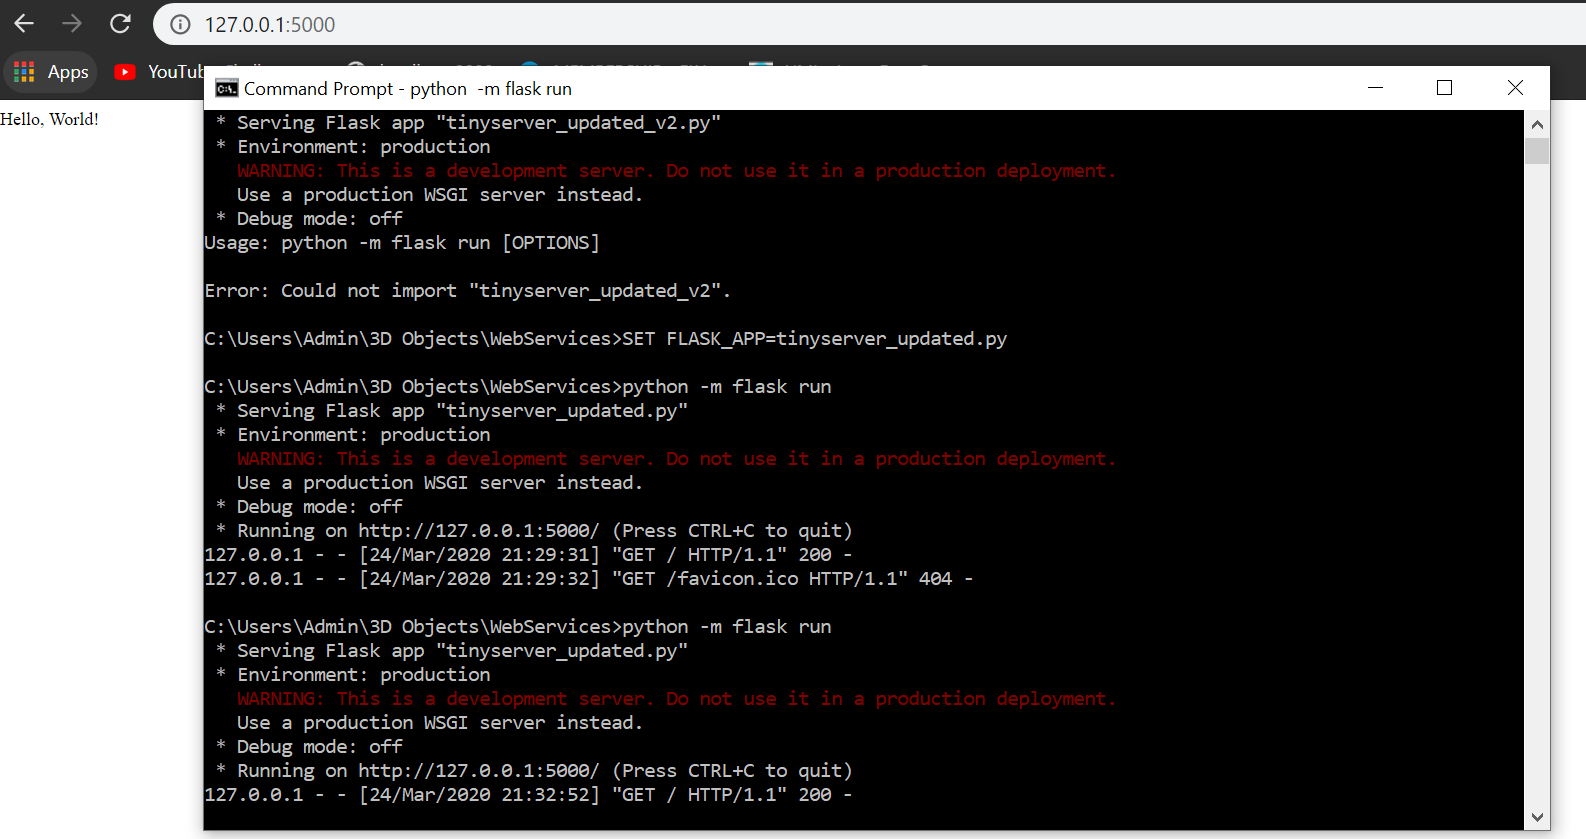 127.0.0.1:5000
Apps
YouTub
Command Prompt - python  -m flask run
Hello, World!
 * Serving Flask app "tinyserver_updated_v2.py"
 * Environment: production
   WARNING: This is a development server. Do not use it in a production deployment.
   Use a production WSGI server instead.
 * Debug mode: off
Usage: python -m flask run [OPTIONS]
Error: Could not import "tinyserver_updated_v2".
C:\Users\Admin\3D Objects\WebServices>SET FLASK_APP=tinyserver_updated.py
C:\Users\Admin\3D Objects\WebServices>python -m flask run
 * Serving Flask app "tinyserver_updated.py"
 * Environment: production
   WARNING: This is a development server. Do not use it in a production deployment.
   Use a production WSGI server instead.
 * Debug mode: off
 * Running on http://127.0.0.1:5000/ (Press CTRL+C to quit)
127.0.0.1 - - [24/Mar/2020 21:29:31] "GET / HTTP/1.1" 200 -
127.0.0.1 - - [24/Mar/2020 21:29:32] "GET /favicon.ico HTTP/1.1" 404 -
C:\Users\Admin\3D Objects\WebServices>python -m flask run
 * Serving Flask app "tinyserver_updated.py"
 * Environment: production
   WARNING: This is a development server. Do not use it in a production deployment.
   Use a production WSGI server instead.
 * Debug mode: off
 * Running on http://127.0.0.1:5000/ (Press CTRL+C to quit)
127.0.0.1 - - [24/Mar/2020 21:32:52] "GET / HTTP/1.1" 200 -